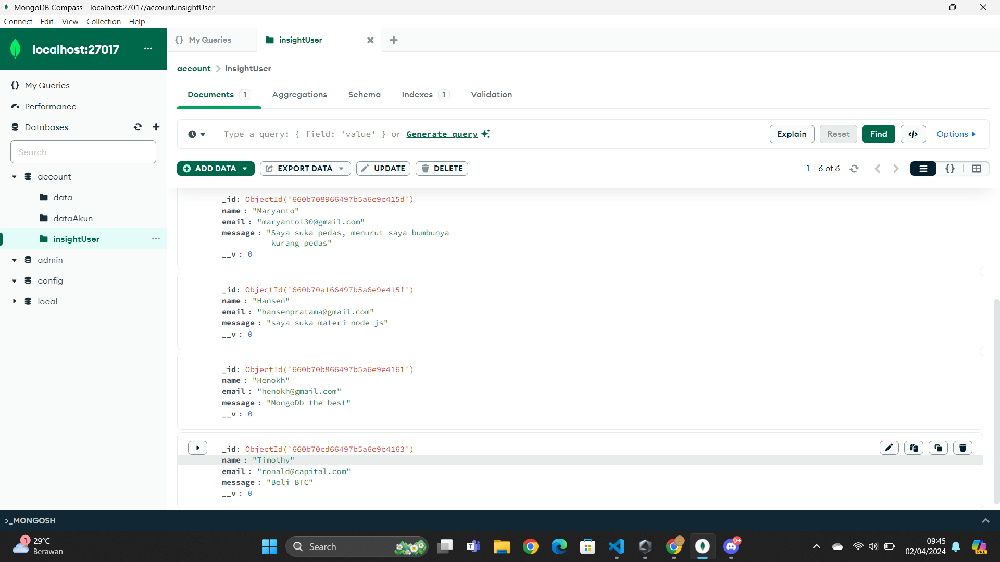 MongoDB Compass - localhost:27017/account.insightUser
Connect Edit View Collection Help
localhost:27017 ...
{} My Queries
insightUser
account > insightUser
My Queries
Performance
Databases
Search
account
data
dataAkun
insightUser ...
admin
config
local
Documents 1 Aggregations Schema Indexes 1 Validation
Type a query: { field: 'value' } or Generate query
Explain Reset Find </> Options
ADD DATA EXPORT DATA UPDATE DELETE
1 – 6 of 6 {}
_id: ObjectId('660b708966497b5a6e9e415d')
name : "Maryanto"
email : "maryanto130@gmail.com"
message : "Saya suka pedas, menurut saya bumbunya
kurang pedas"
__v : 0
_id: ObjectId('660b70a166497b5a6e9e415f')
name : "Hansen"
email : "hansenpratama@gmail.com"
message : "saya suka materi node js"
__v : 0
_id: ObjectId('660b70b866497b5a6e9e4161')
name : "Henokh"
email : "henokh@gmail.com"
message : "MongoDb the best"
__v : 0
_id: ObjectId('660b70cd66497b5a6e9e4163')
name : "Timothy"
email : "ronald@capital.com"
message : "Beli BTC"
__v : 0
>_MONGOSH
1
29°C
Berawan
Search
9+
09:45
02/04/2024
PRE